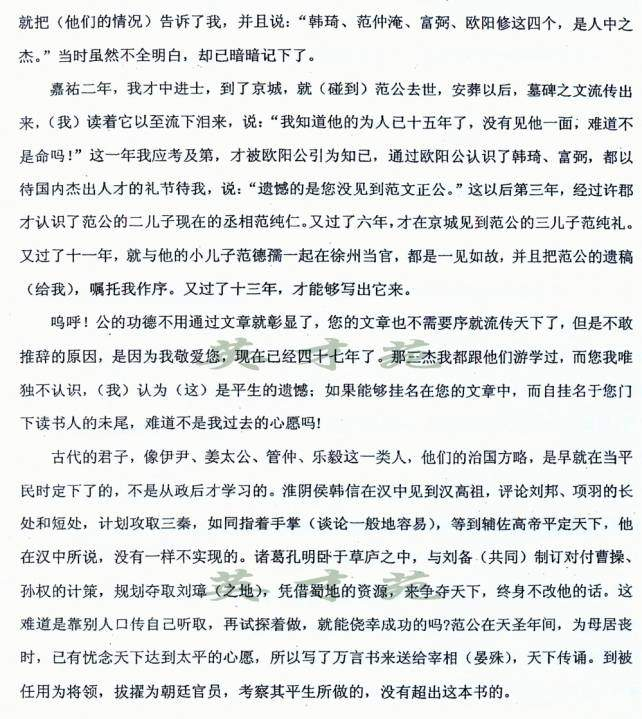 就把（他们的情况）告诉了我，并且说：“韩琦、范仲淹、富弼、欧阳修这四个，是人中之
杰。”当时虽然不全明白，却已暗暗记下了。
嘉祐二年，我才中进士，到了京城，就（碰到）范公去世，安葬以后，墓碑之文流传出
来，（我）读着它以至流下泪来，说：“我知道他的为人已十五年了，没有见他一面，难道不
是命吗！”这一年我应考及第，才被欧阳公引为知已，通过欧阳公认识了韩琦、富弼，都以
待国内杰出人才的礼节待我，说：“遗憾的是您没见到范文正公。”这以后第三年，经过许郡
才认识了范公的二儿子现在的丞相范纯仁。又过了六年，才在京城见到范公的三儿子范纯礼。
又过了十一年，就与他的小儿子范德孺一起在徐州当官，都是一见如故，并且把范公的遗稿
（给我），嘱托我作序。又过了十三年，才能够写出它来。
呜呼！公的功德不用通过文章就彰显了，您的文章也不需要序就流传天下了，但是不敢
推辞的原因，是因为我敬爱您，现在已经四十七年了。那三杰我都跟他们游学过，而您我唯
独不认识，（我）认为（这）是平生的遗憾；如果能够挂名在您的文章中，而自挂名于您门
下读书人的末尾，难道不是我过去的心愿吗!
古代的君子，像伊尹、姜太公、管仲、乐毅这一类人，他们的治国方略，是早就在当平
民时定下了的，不是从政后才学习的。淮阴侯韩信在汉中见到汉高祖，评论刘邦、项羽的长
处和短处，计划攻取三秦，如同指着手掌（谈论一般地容易），等到辅佐高帝平定天下，他
在汉中所说，没有一样不实现的。诸葛孔明卧于草庐之中，与刘备（共同）制订对付曹操、
孙权的计策，规划夺取刘璋（之地），凭借蜀地的资源，来争夺天下，终身不改他的话。这
难道是靠别人口传自己听取，再试探着做，就能侥幸成功的吗?范公在天圣年间，为母居丧
时，已有忧念天下达到太平的心愿，所以写了万言书来送给宰相（晏殊），天下传诵。到被
任用为将领，拔擢为朝廷官员，考察其平生所做的，没有超出这本书的。
英才苑
英才苑